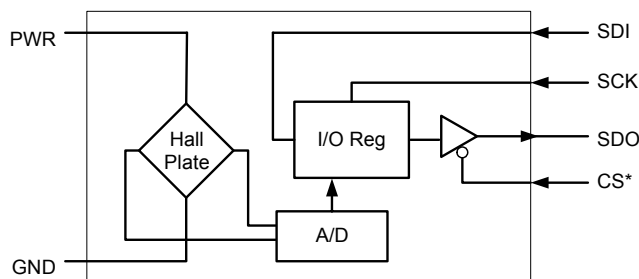 PWR
SDI
SCK
Hall
Plate
I/O Reg
SDO
CS*
A/D
GND